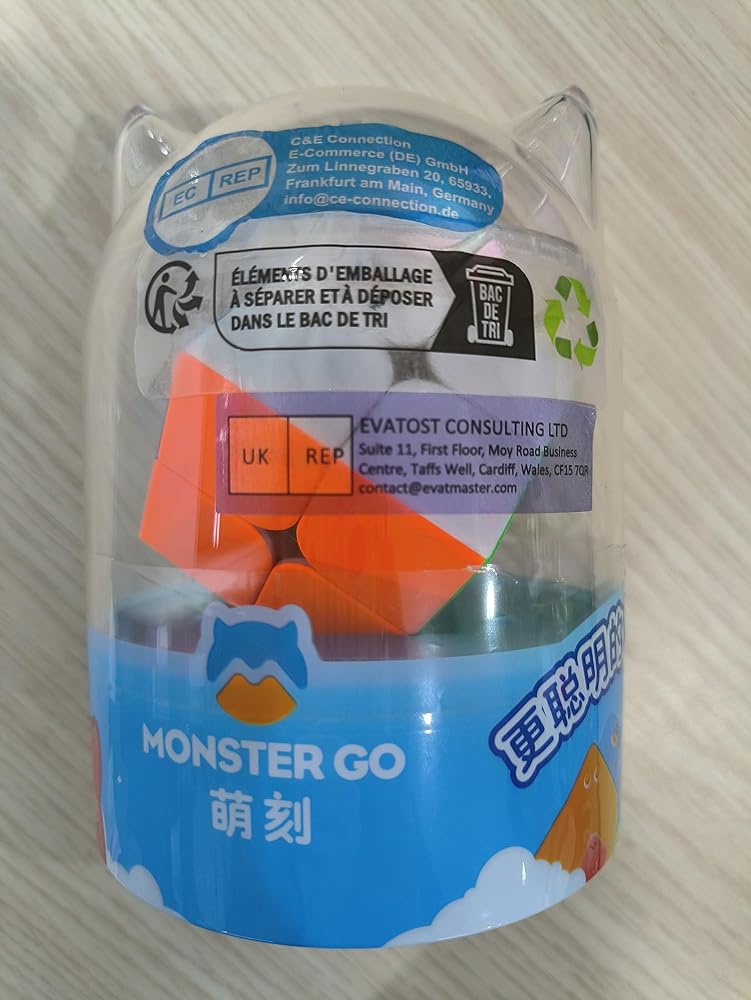 EC REP
C&E Connection
E-Commerce (DE) GmbH
Zum Linnegraben 20, 65933,
Frankfurt am Main, Germany
info@ce-connection.de
ÉLÉMENTS D'EMBALLAGE
À SÉPARER ET À DÉPOSER
DANS LE BAC DE TRI
BAC
DE
TRI
UK REP
EVATOST CONSULTING LTD
Suite 11, First Floor, Moy Road Business
Centre, Taffs Well, Cardiff, Wales, CF15 7QR
contact@evatmaster.com
MONSTER GO
萌刻
更聪明的